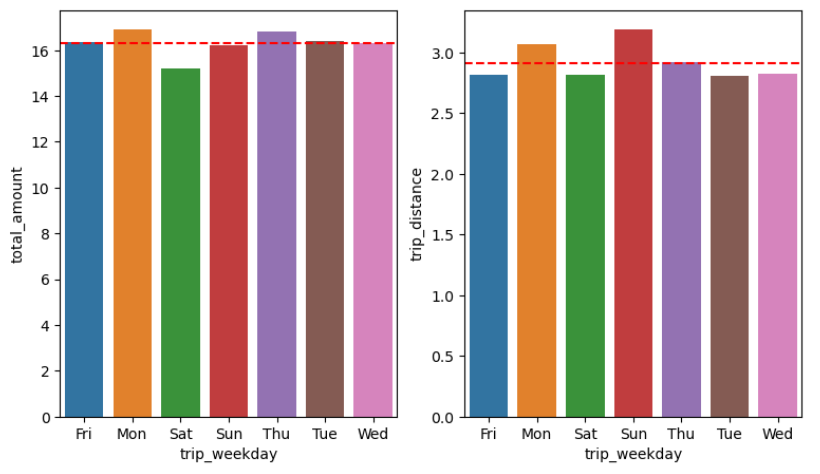 total_amount
16
14
12
10
8
6
4
2
0
Fri Mon Sat Sun Thu Tue Wed
trip_weekday
trip_distance
3.0
2.5
2.0
1.5
1.0
0.5
0.0
Fri Mon Sat Sun Thu Tue Wed
trip_weekday